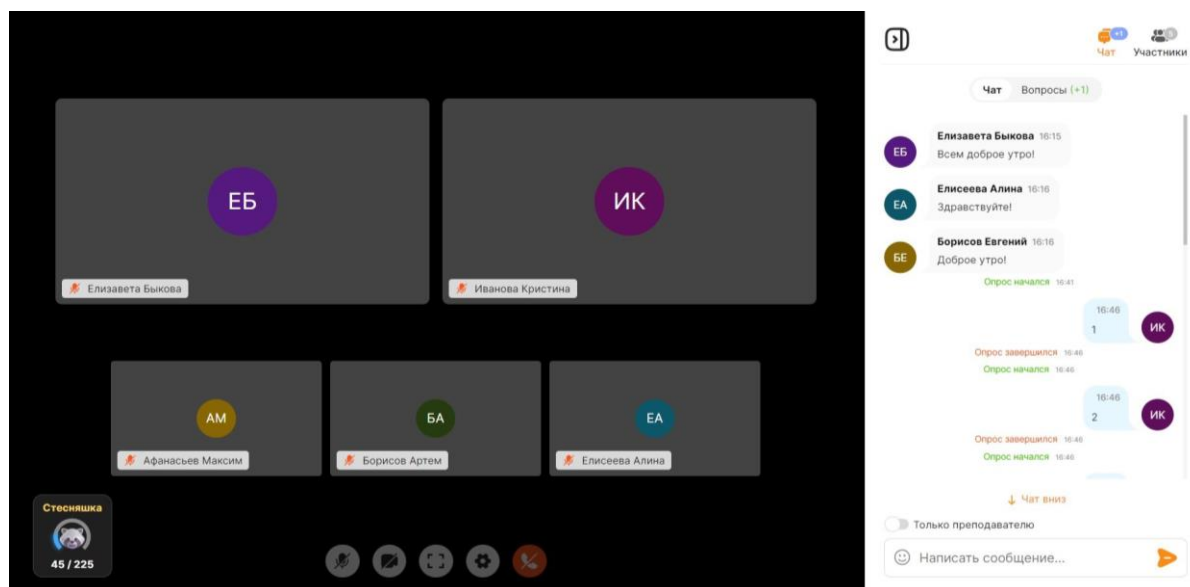 ЕБ
Елизавета Быкова
ИК
Иванова Кристина
АМ
Афанасьев Максим
БА
Борисов Артем
ЕА
Елисеева Алина
Стесняшка
45 / 225
+1
Чат
Участники
Чат
Вопросы (+1)
Елизавета Быкова 16:15
ЕБ
Всем доброе утро!
Елисеева Алина 16:16
ЕА
Здравствуйте!
Борисов Евгений 16:16
БЕ
Доброе утро!
Опрос начался 16:41
16:46
1
ИК
Опрос завершился 16:46
Опрос начался 16:46
16:46
2
ИК
Опрос завершился 16:46
Опрос начался 16:46
↓ Чат вниз
Только преподавателю
Написать сообщение...